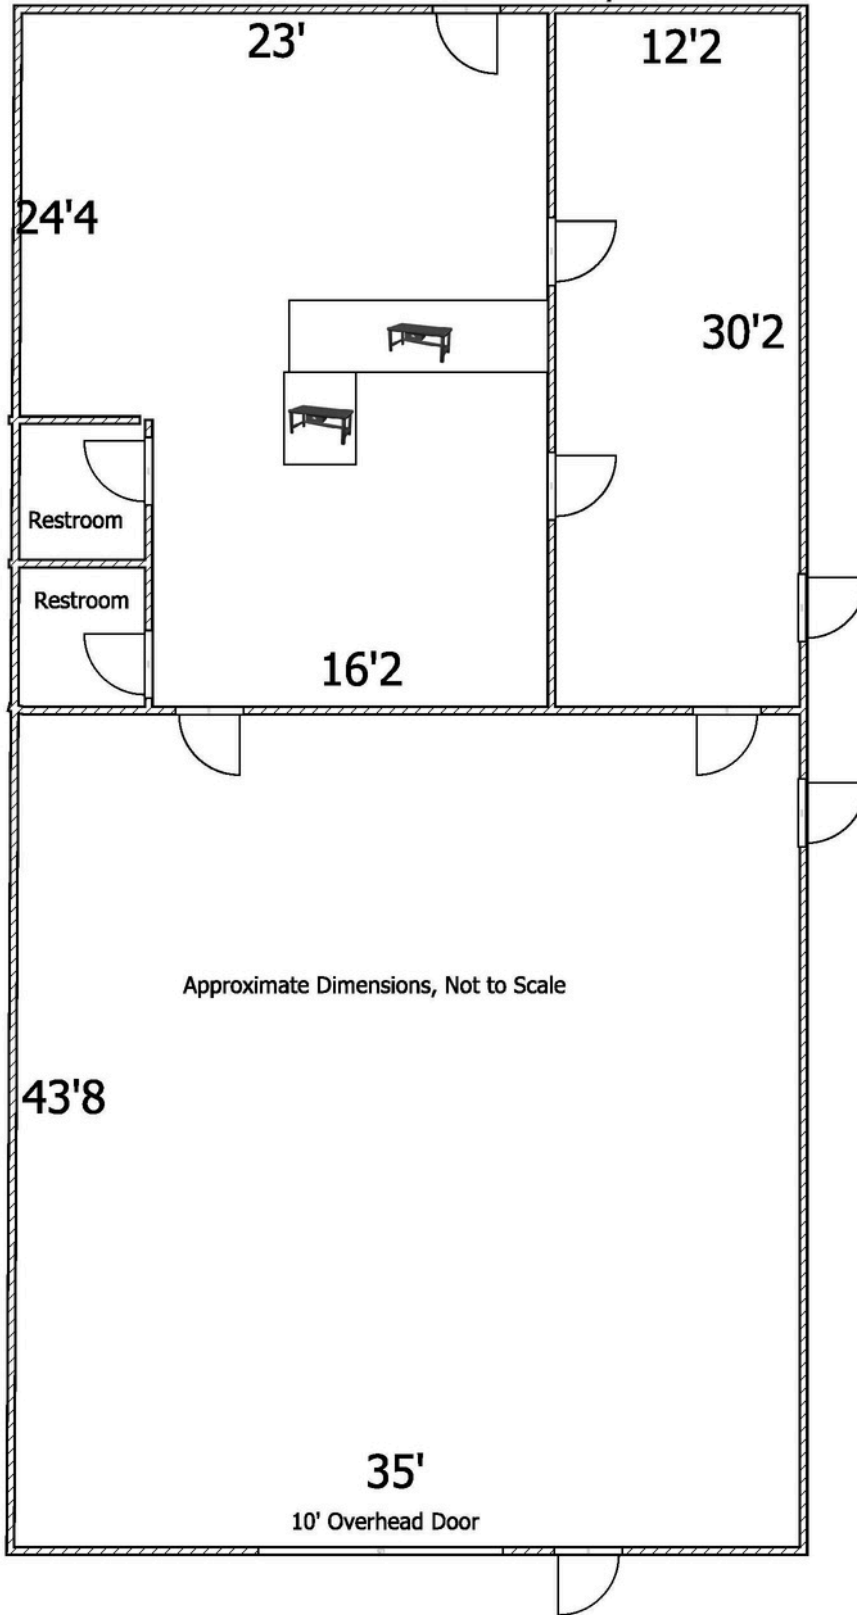 23'
12'2
24'4
30'2
Restroom
Restroom
16'2
Approximate Dimensions, Not to Scale
43'8
35'
10' Overhead Door